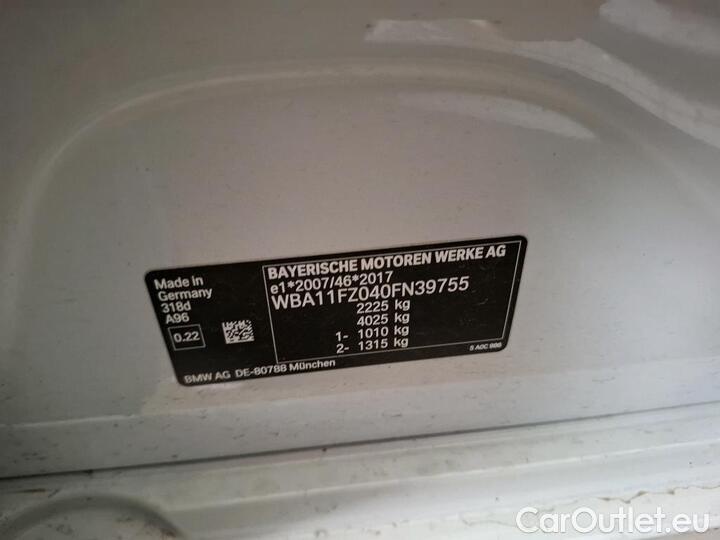 BAYERISCHE MOTOREN WERKE AG
e1*2007/46*2017
WBA11FZ040FN39755
2225 kg
4025 kg
1- 1010 kg
2- 1315 kg
Made in
Germany
318d
A96
0.22
5 A0C 986
BMW AG DE-80788 München
CarOutlet.eu